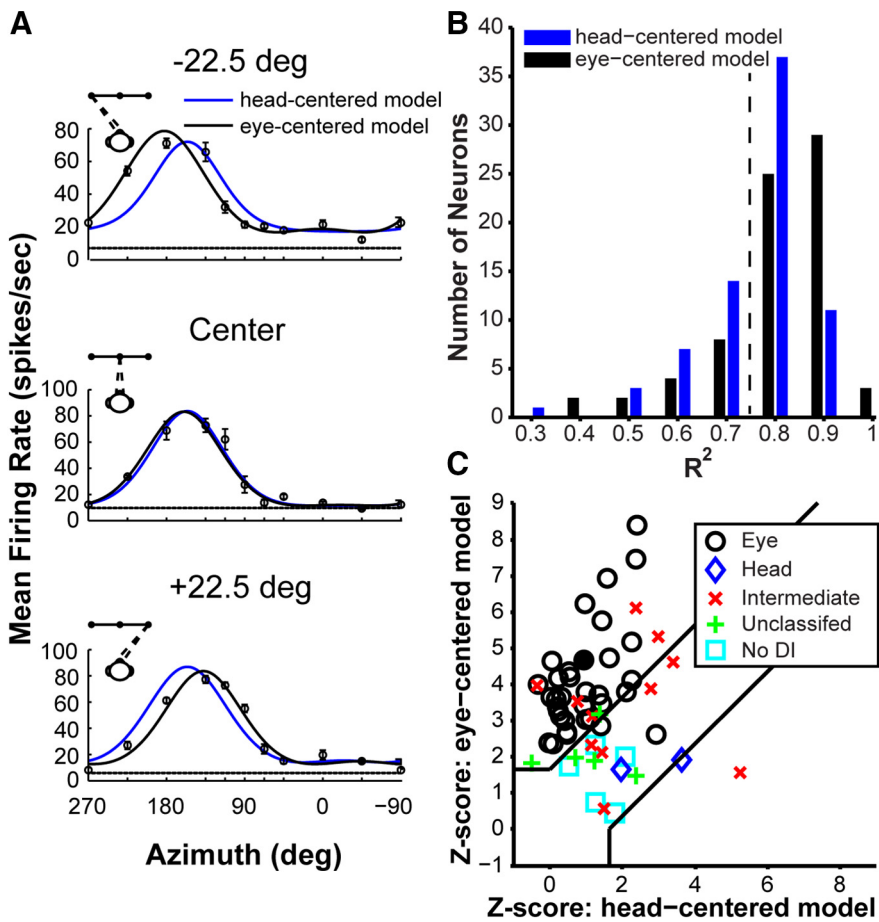 A
-22.5 deg
head-centered model
eye-centered model
80
60
40
20
0
Center
100
80
60
40
20
0
+22.5 deg
100
80
60
40
20
0
270 180 90 0 −90
Azimuth (deg)
Mean Firing Rate (spikes/sec)
B
head−centered model
eye−centered model
40
35
30
25
20
15
10
5
0
Number of Neurons
0.3 0.4 0.5 0.6 0.7 0.8 0.9 1
R2
C
9
8
7
6
5
4
3
2
1
0
−1
Z-score: eye−centered model
Eye
Head
Intermediate
Unclassifed
No DI
0 2 4 6 8
Z-score: head−centered model